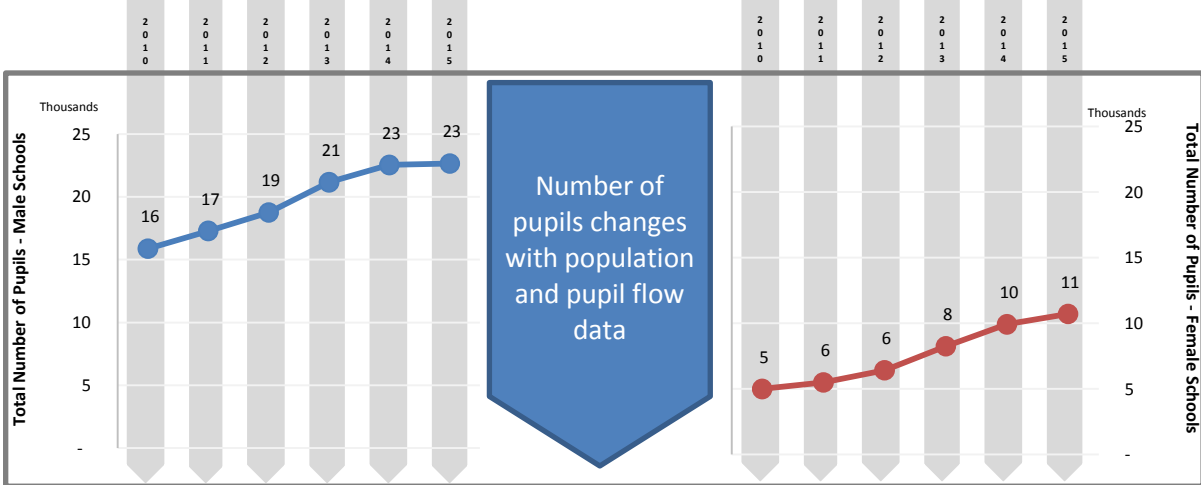 2010 2011 2012 2013 2014 2015
2010 2011 2012 2013 2014 2015
Total Number of Pupils - Male Schools
Thousands
25
20
15
10
5
-
16 17 19 21 23 23
Number of
pupils changes
with population
and pupil flow
data
Thousands
25
20
15
10
5
-
5 6 6 8 10 11
Total Number of Pupils - Female Schools